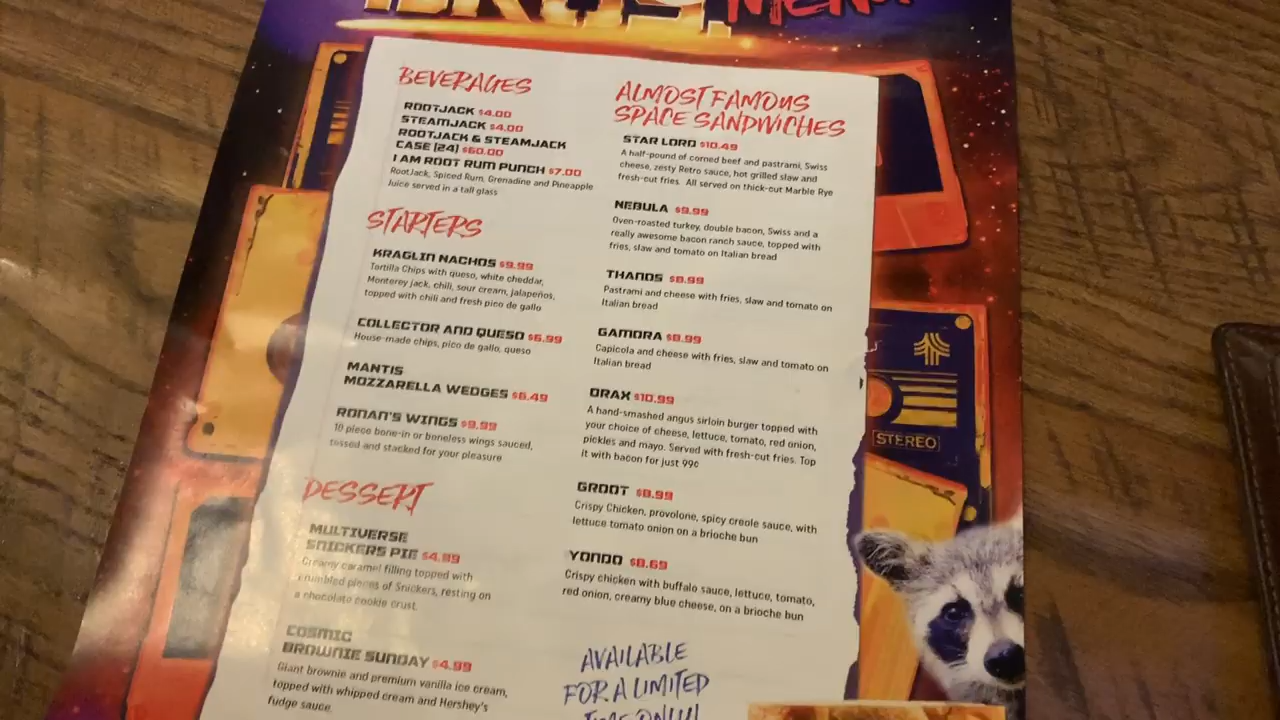 MENU
BEVERAGES
ROOTJACK $4.00
STEAMJACK $4.00
ROOTJACK & STEAMJACK
CASE (24) $60.00
I AM ROOT RUM PUNCH $7.00
RootJack, Spiced Rum, Grenadine and Pineapple
Juice served in a tall glass
STARTERS
KRAGLIN NACHOS $9.99
Tortilla Chips with queso, white cheddar,
Monterey jack, chili, sour cream, jalapeños,
topped with chili and fresh pico de gallo
COLLECTOR AND QUESO $6.99
House-made chips, pico de gallo, queso
MANTIS
MOZZARELLA WEDGES $6.49
RONAN'S WINGS $9.99
10 piece bone-in or boneless wings sauced,
tossed and stacked for your pleasure
DESSERT
MULTIVERSE
SNICKERS PIE $4.99
Creamy caramel filling topped with
crumbled pieces of Snickers, resting on
a chocolate cookie crust.
COSMIC
BROWNIE SUNDAY $4.99
Giant brownie and premium vanilla ice cream,
topped with whipped cream and Hershey's
fudge sauce.
ALMOST FAMOUS
SPACE SANDWICHES
STAR LORD $10.49
A half-pound of corned beef and pastrami, Swiss
cheese, zesty Retro sauce, hot grilled slaw and
fresh-cut fries. All served on thick-cut Marble Rye
NEBULA $9.99
Oven-roasted turkey, double bacon, Swiss and a
really awesome bacon ranch sauce, topped with
fries, slaw and tomato on Italian bread
THANOS $8.99
Pastrami and cheese with fries, slaw and tomato on
Italian bread
GAMORA $8.99
Capicola and cheese with fries, slaw and tomato on
Italian bread
DRAX $10.99
A hand-smashed angus sirloin burger topped with
your choice of cheese, lettuce, tomato, red onion,
pickles and mayo. Served with fresh-cut fries. Top
it with bacon for just 99¢
GROOT $8.99
Crispy Chicken, provolone, spicy creole sauce, with
lettuce tomato onion on a brioche bun
YONDO $8.69
Crispy chicken with buffalo sauce, lettuce, tomato,
red onion, creamy blue cheese, on a brioche bun
AVAILABLE
FOR A LIMITED
TIME ONLY!
STEREO